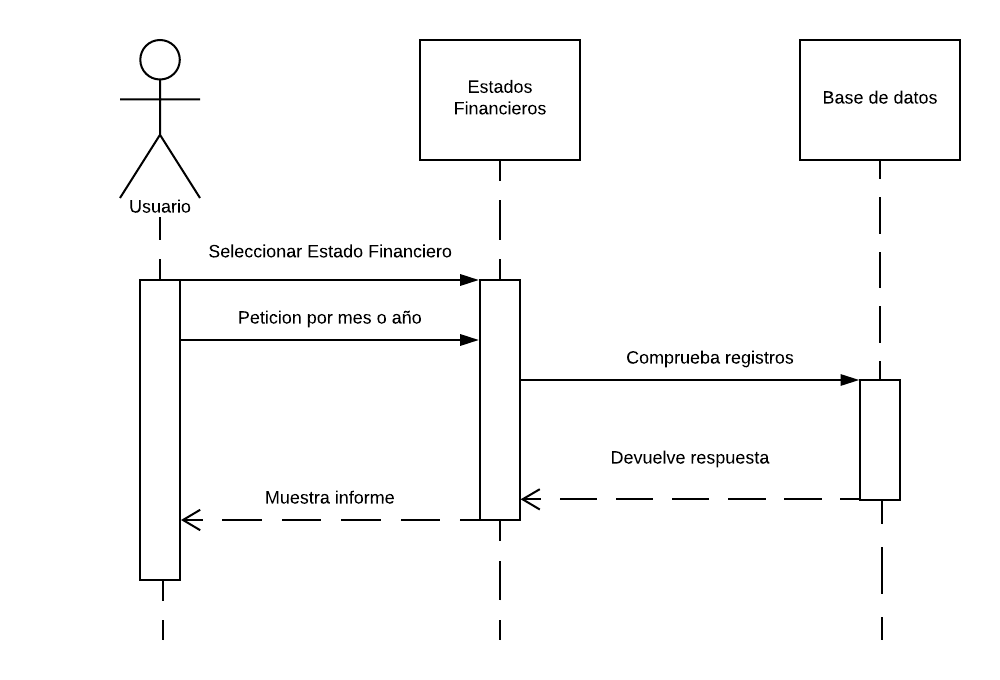 Estados
Financieros
Base de datos
Usuario
Seleccionar Estado Financiero
Peticion por mes o año
Comprueba registros
Devuelve respuesta
Muestra informe